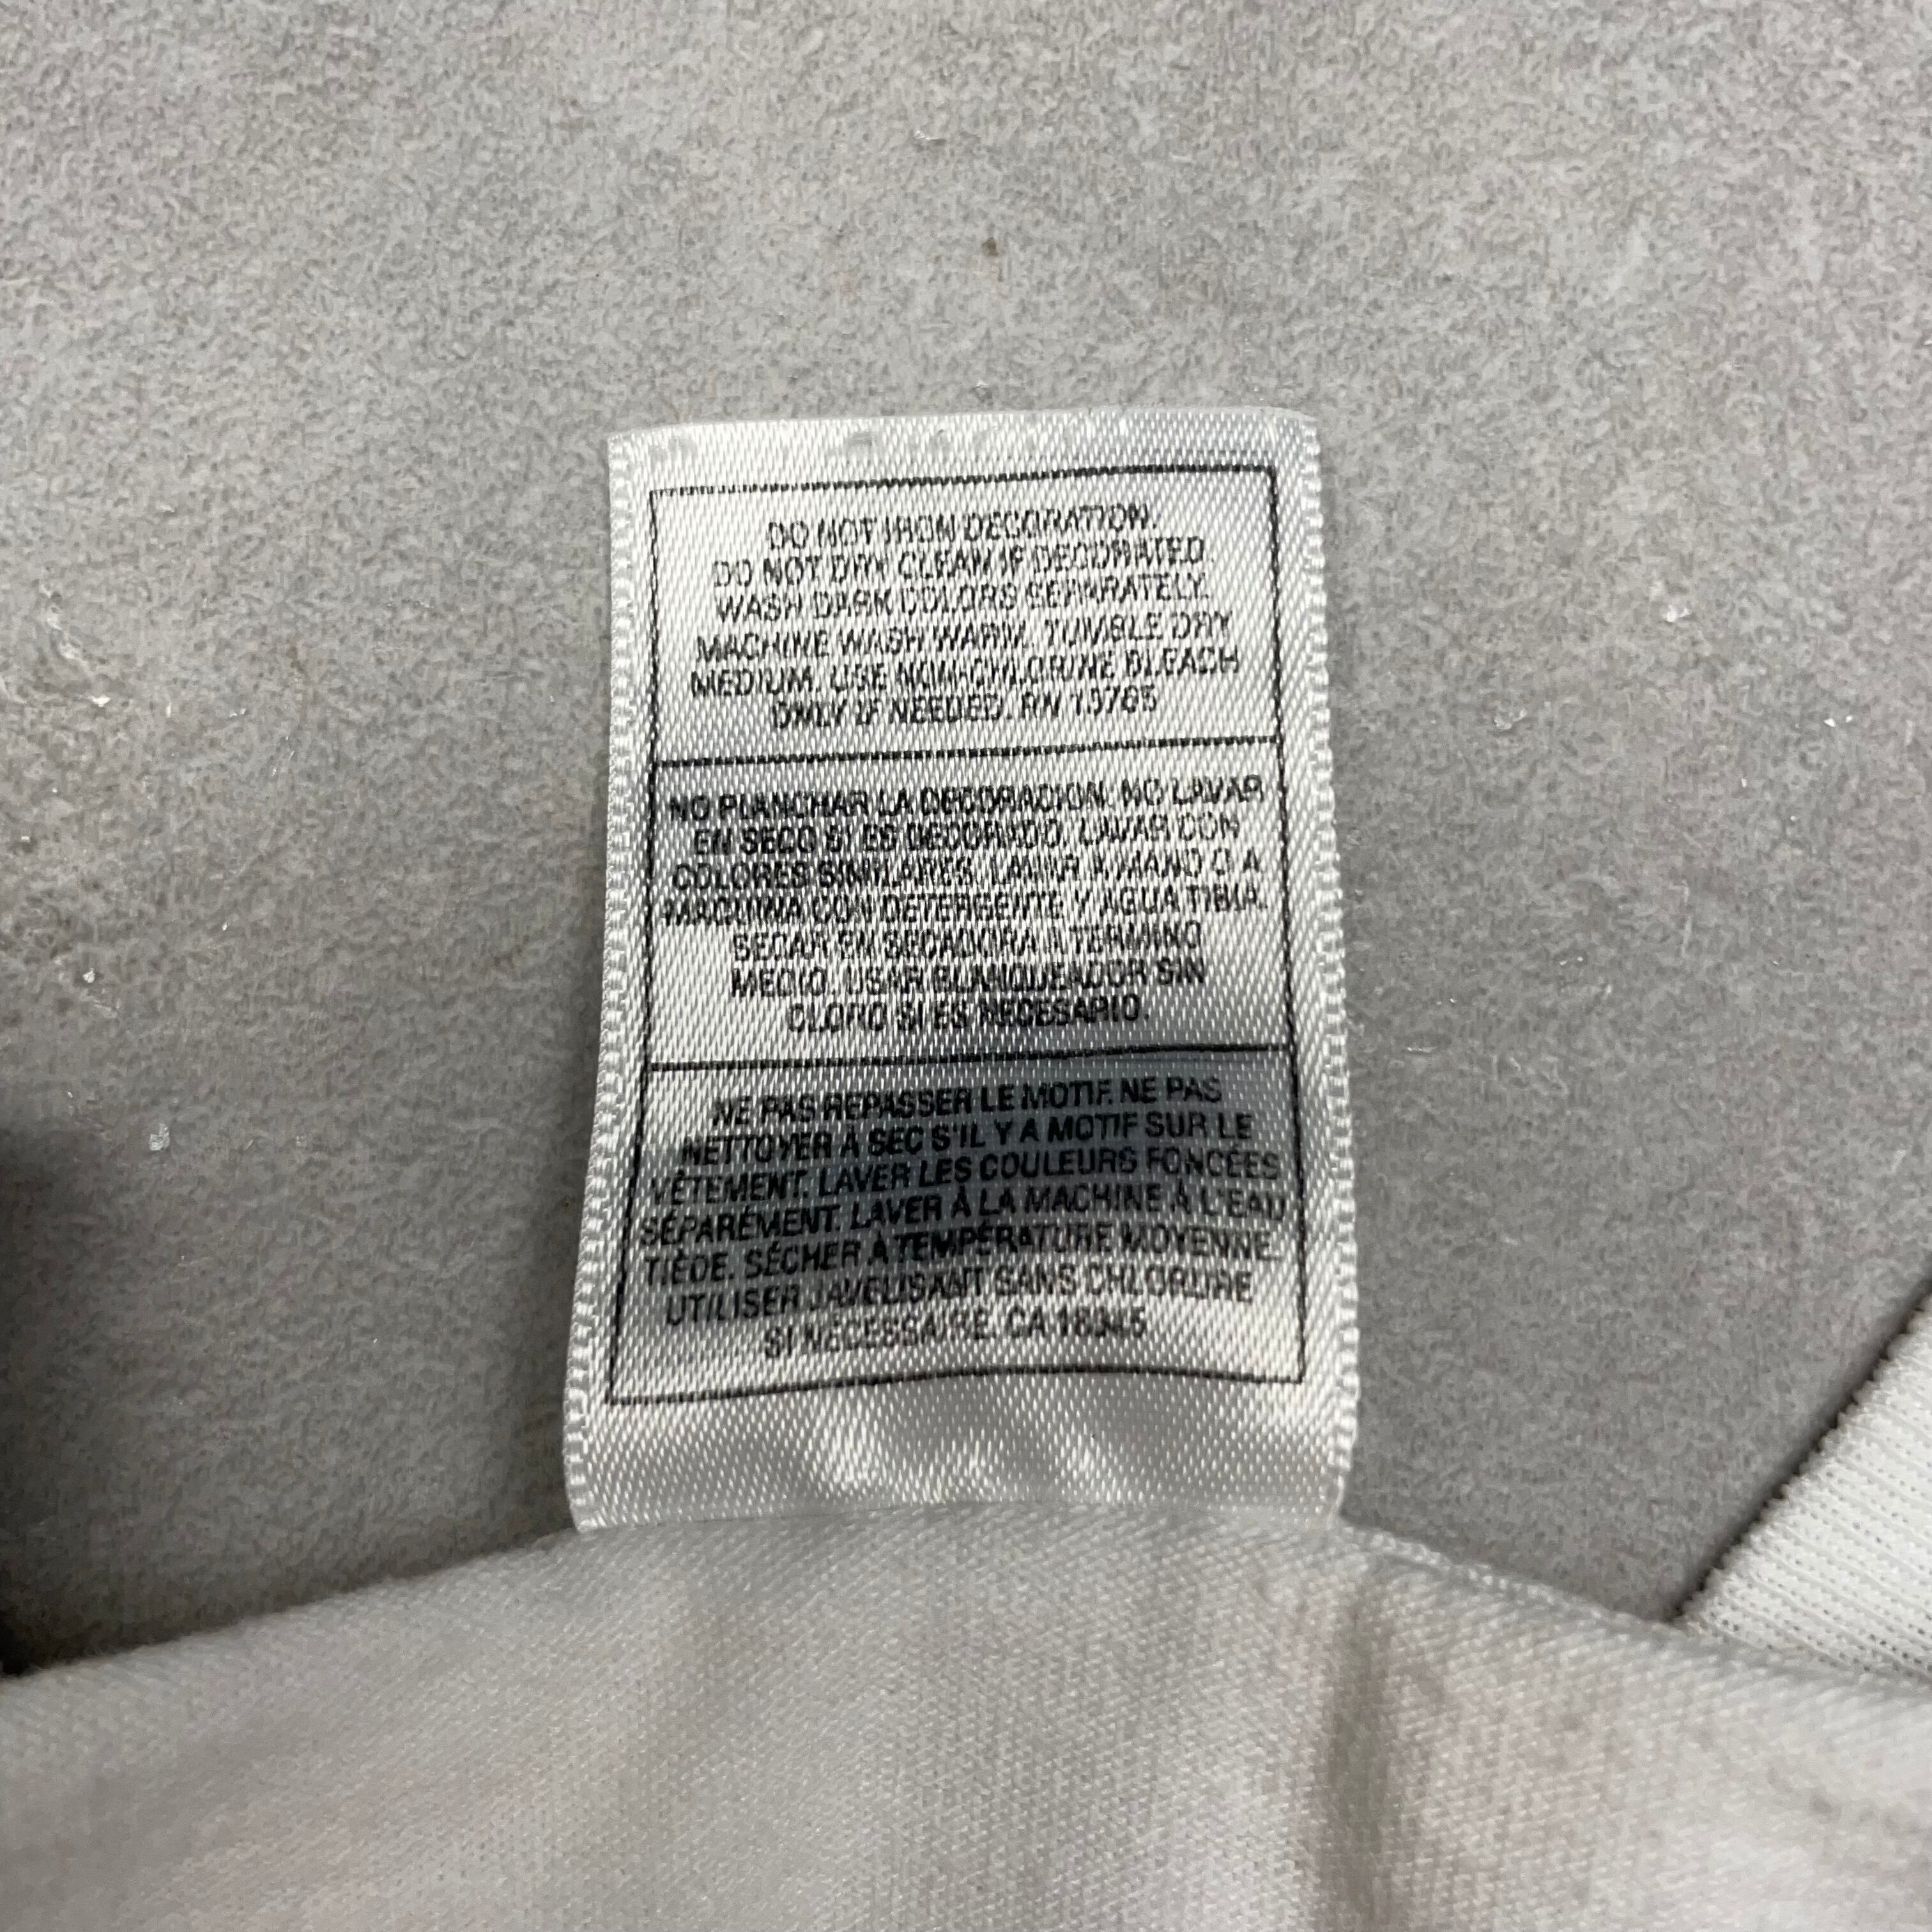 DO NOT IRON DECORATION.
DO NOT DRY CLEAN IF DECORATED
WASH DARK COLORS SEPARATELY.
MACHINE WASH WARM. TUMBLE DRY
MEDIUM. USE NON-CHLORINE BLEACH
ONLY IF NEEDED. RN 13765
NO PLANCHAR LA DECORACION. NO LAVAR
EN SECO SI ES DECORADO. LAVAR CON
COLORES SIMILARES. LAVAR A MANO O A
MAQUINA CON DETERGENTE Y AGUA TIBIA.
SECAR EN SECADORA A TERMINO
MEDIO. USAR BLANQUEADOR SIN
CLORO SI ES NECESARIO.
NE PAS REPASSER LE MOTIF. NE PAS
NETTOYER À SEC S'IL Y A MOTIF SUR LE
VÊTEMENT. LAVER LES COULEURS FONCÉES
SÉPARÉMENT. LAVER À LA MACHINE À L'EAU
TIÈDE. SÉCHER À TEMPÉRATURE MOYENNE.
UTILISER JAVELISANT SANS CHLORURE
SI NÉCESSAIRE. CA